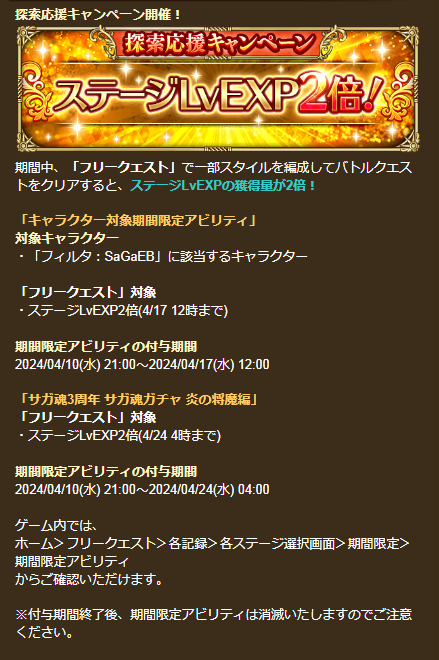 探索応援キャンペーン開催！
探索応援キャンペーン
ステージLvEXP2倍!
期間中、「フリークエスト」で一部スタイルを編成してバトルクエス
トをクリアすると、ステージLvEXPの獲得量が2倍！
「キャラクター対象期間限定アビリティ」
対象キャラクター
・「フィルタ：SaGaEB」に該当するキャラクター
「フリークエスト」対象
・ステージLvEXP2倍(4/17 12時まで)
期間限定アビリティの付与期間
2024/04/10(水) 21:00～2024/04/17(水) 12:00
「サガ魂3周年 サガ魂ガチャ 炎の将魔編」
「フリークエスト」対象
・ステージLvEXP2倍(4/24 4時まで)
期間限定アビリティの付与期間
2024/04/10(水) 21:00～2024/04/24(水) 04:00
ゲーム内では、
ホーム＞フリークエスト＞各記録＞各ステージ選択画面＞期間限定＞
期間限定アビリティ
からご確認いただけます。
※付与期間終了後、期間限定アビリティは消滅いたしますのでご注意
ください。